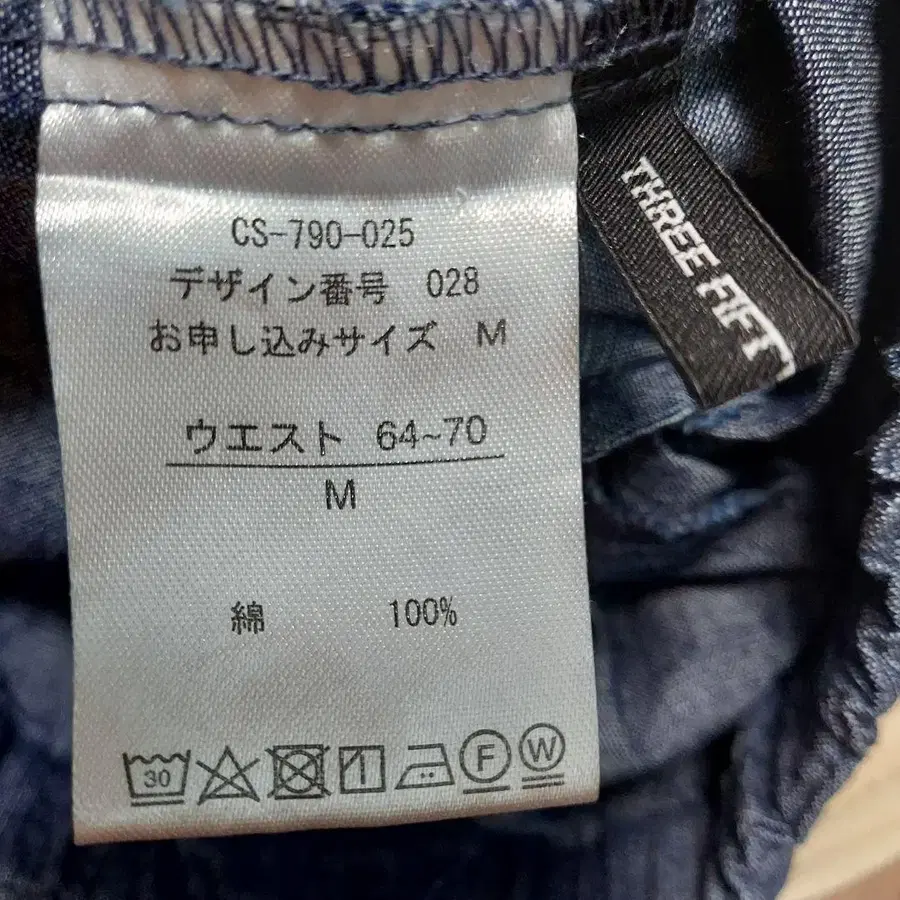 CS-790-025
デザイン番号 028
お申し込みサイズ M
ウエスト 64~70
M
綿 100%
30
F
W
THREE FIFT